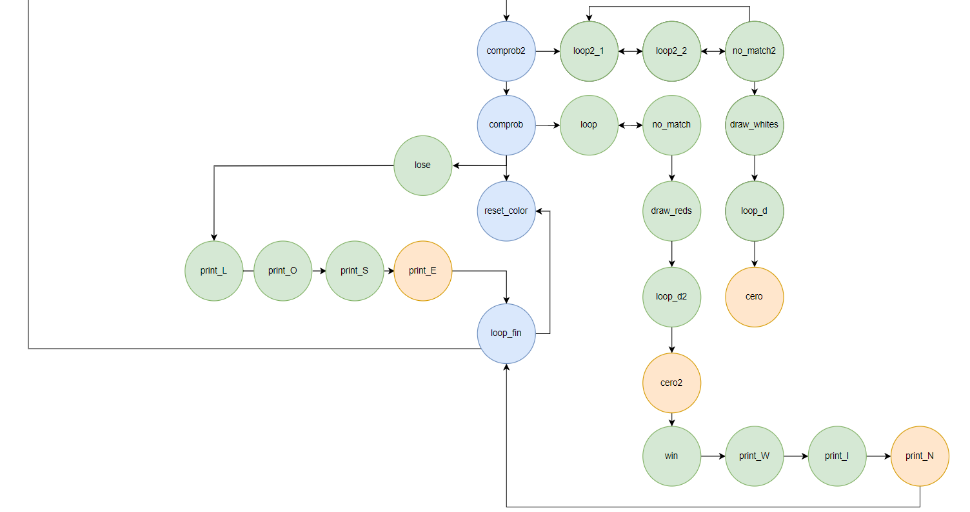 comprob2
loop2_1
loop2_2
no_match2
comprob
loop
no_match
draw_whites
lose
reset_color
draw_reds
loop_d
print_L
print_O
print_S
print_E
loop_d2
cero
loop_fin
cero2
win
print_W
print_I
print_N